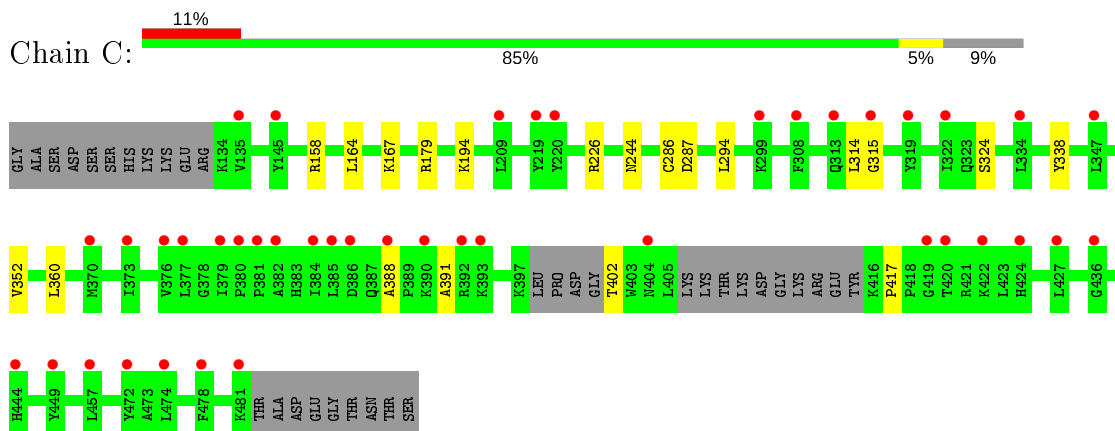 11%
Chain C:
85% 5% 9%
GLY ALA SER ASP SER SER HIS LYS LYS GLU ARG K134 V135 Y145 R158 L164 K167 R179 K194 L209 Y219 Y220 R226 N244 C286 D287 L294 K299 F308 Q313 L314 G315 Y319 I322 Q323 S324 L334 Y338 L347
V352 L360 M370 I373 V376 L377 G378 I379 P380 P381 A382 H383 I384 L385 D386 Q387 A388 P389 K390 A391 R392 K393 K397 LEU PRO ASP GLY T402 W403 N404 L405 LYS LYS THR LYS ASP GLY LYS ARG GLU TYR K416 P417 P418 G419 T420 R421 K422 L423 H424 L427 G436
H444 Y449 L457 Y472 A473 L474 F478 K481 THR ALA ASP GLU GLY THR ASN THR SER